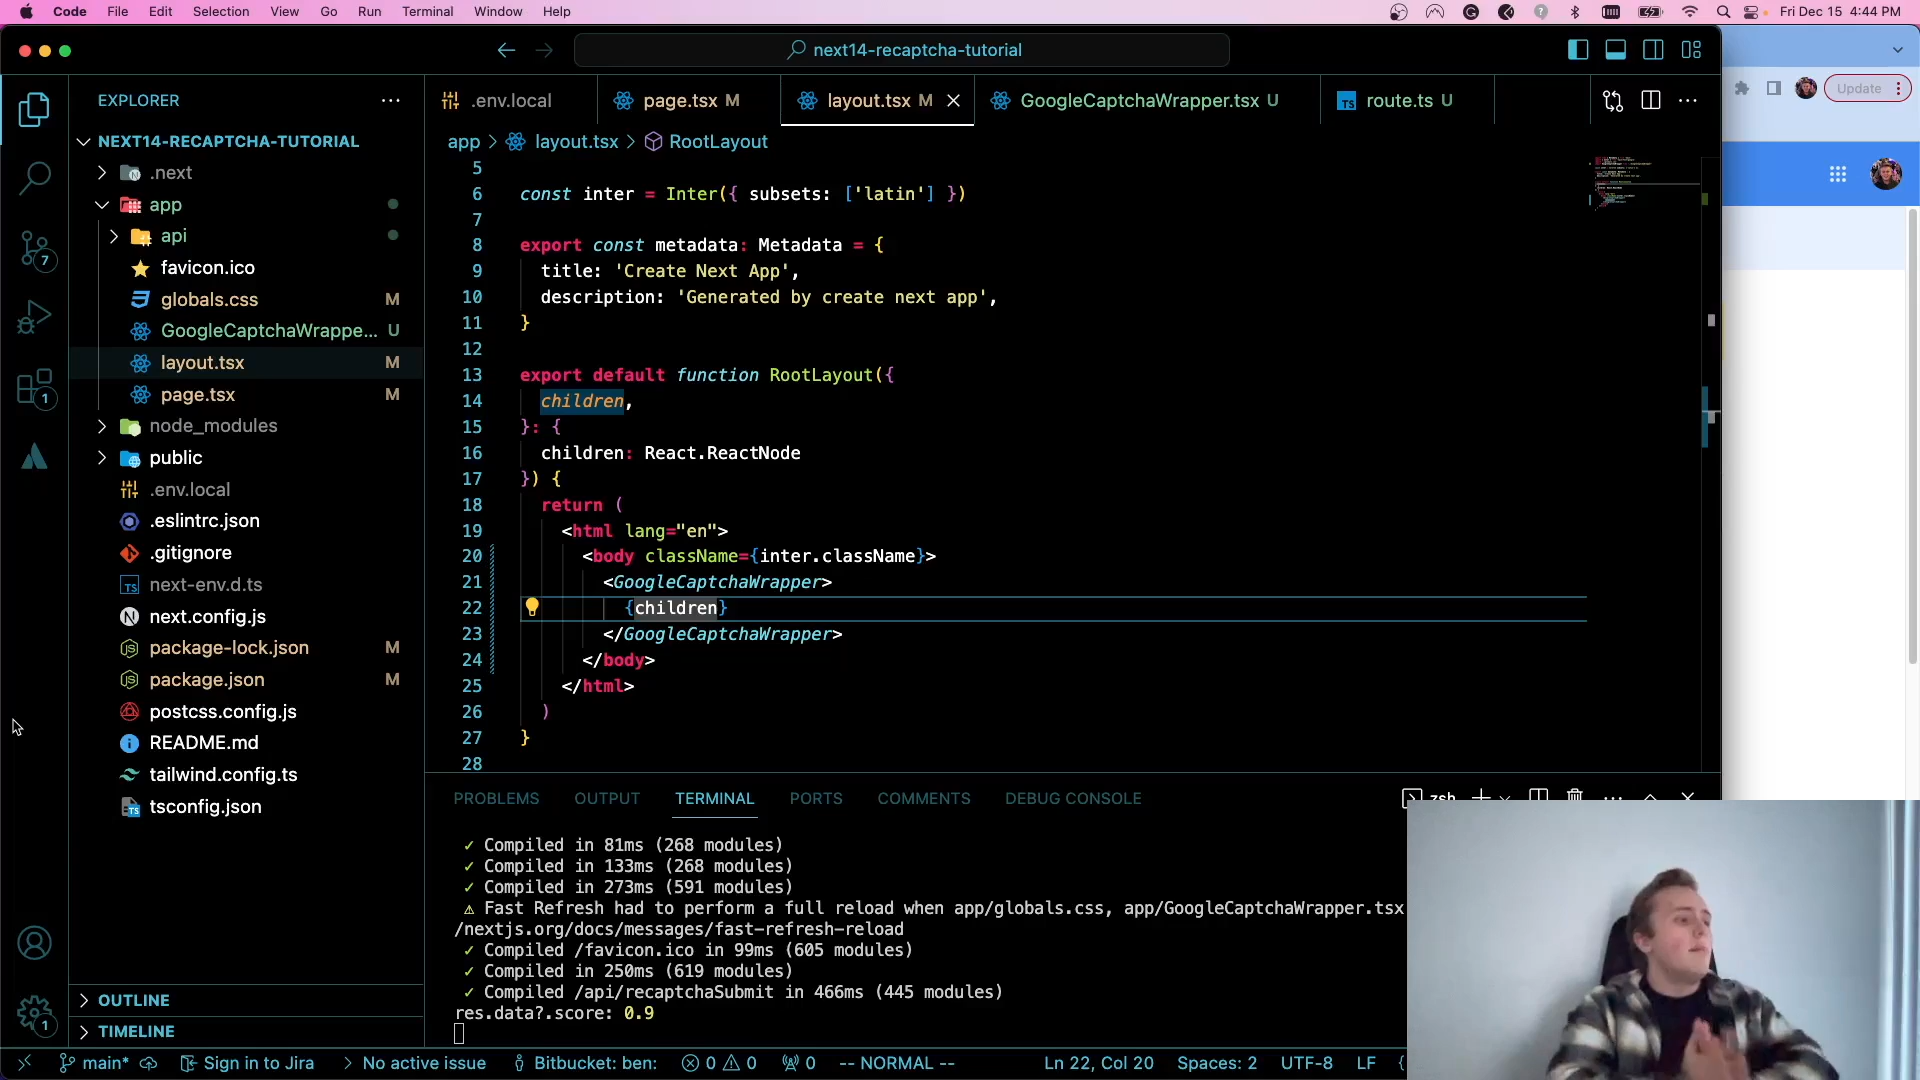 Code File Edit Selection View Go Run Terminal Window Help Fri Dec 15 4:44 PM
next14-recaptcha-tutorial
Update
EXPLORER
NEXT14-RECAPTCHA-TUTORIAL
.next
app
api
favicon.ico
globals.css M
GoogleCaptchaWrappe... U
layout.tsx M
page.tsx M
node_modules
public
.env.local
.eslintrc.json
.gitignore
next-env.d.ts
next.config.js
package-lock.json M
package.json M
postcss.config.js
README.md
tailwind.config.ts
tsconfig.json
OUTLINE
TIMELINE
7
1
1
.env.local page.tsx M layout.tsx M GoogleCaptchaWrapper.tsx U TS route.ts U
app > layout.tsx > RootLayout
5
6 const inter = Inter({ subsets: ['latin'] })
7
8 export const metadata: Metadata = {
9 title: 'Create Next App',
10 description: 'Generated by create next app',
11 }
12
13 export default function RootLayout({
14 children,
15 }: {
16 children: React.ReactNode
17 }) {
18 return (
19 <html lang="en">
20 <body className={inter.className}>
21 <GoogleCaptchaWrapper>
22 {children}
23 </GoogleCaptchaWrapper>
24 </body>
25 </html>
26 )
27 }
28
PROBLEMS OUTPUT TERMINAL PORTS COMMENTS DEBUG CONSOLE zsh
✓ Compiled in 81ms (268 modules)
✓ Compiled in 133ms (268 modules)
✓ Compiled in 273ms (591 modules)
⚠ Fast Refresh had to perform a full reload when app/globals.css, app/GoogleCaptchaWrapper.tsx
/nextjs.org/docs/messages/fast-refresh-reload
✓ Compiled /favicon.ico in 99ms (605 modules)
✓ Compiled in 250ms (619 modules)
✓ Compiled /api/recaptchaSubmit in 466ms (445 modules)
res.data?.score: 0.9
main* Sign in to Jira > No active issue Bitbucket: ben: 0 0 0 -- NORMAL -- Ln 22, Col 20 Spaces: 2 UTF-8 LF {